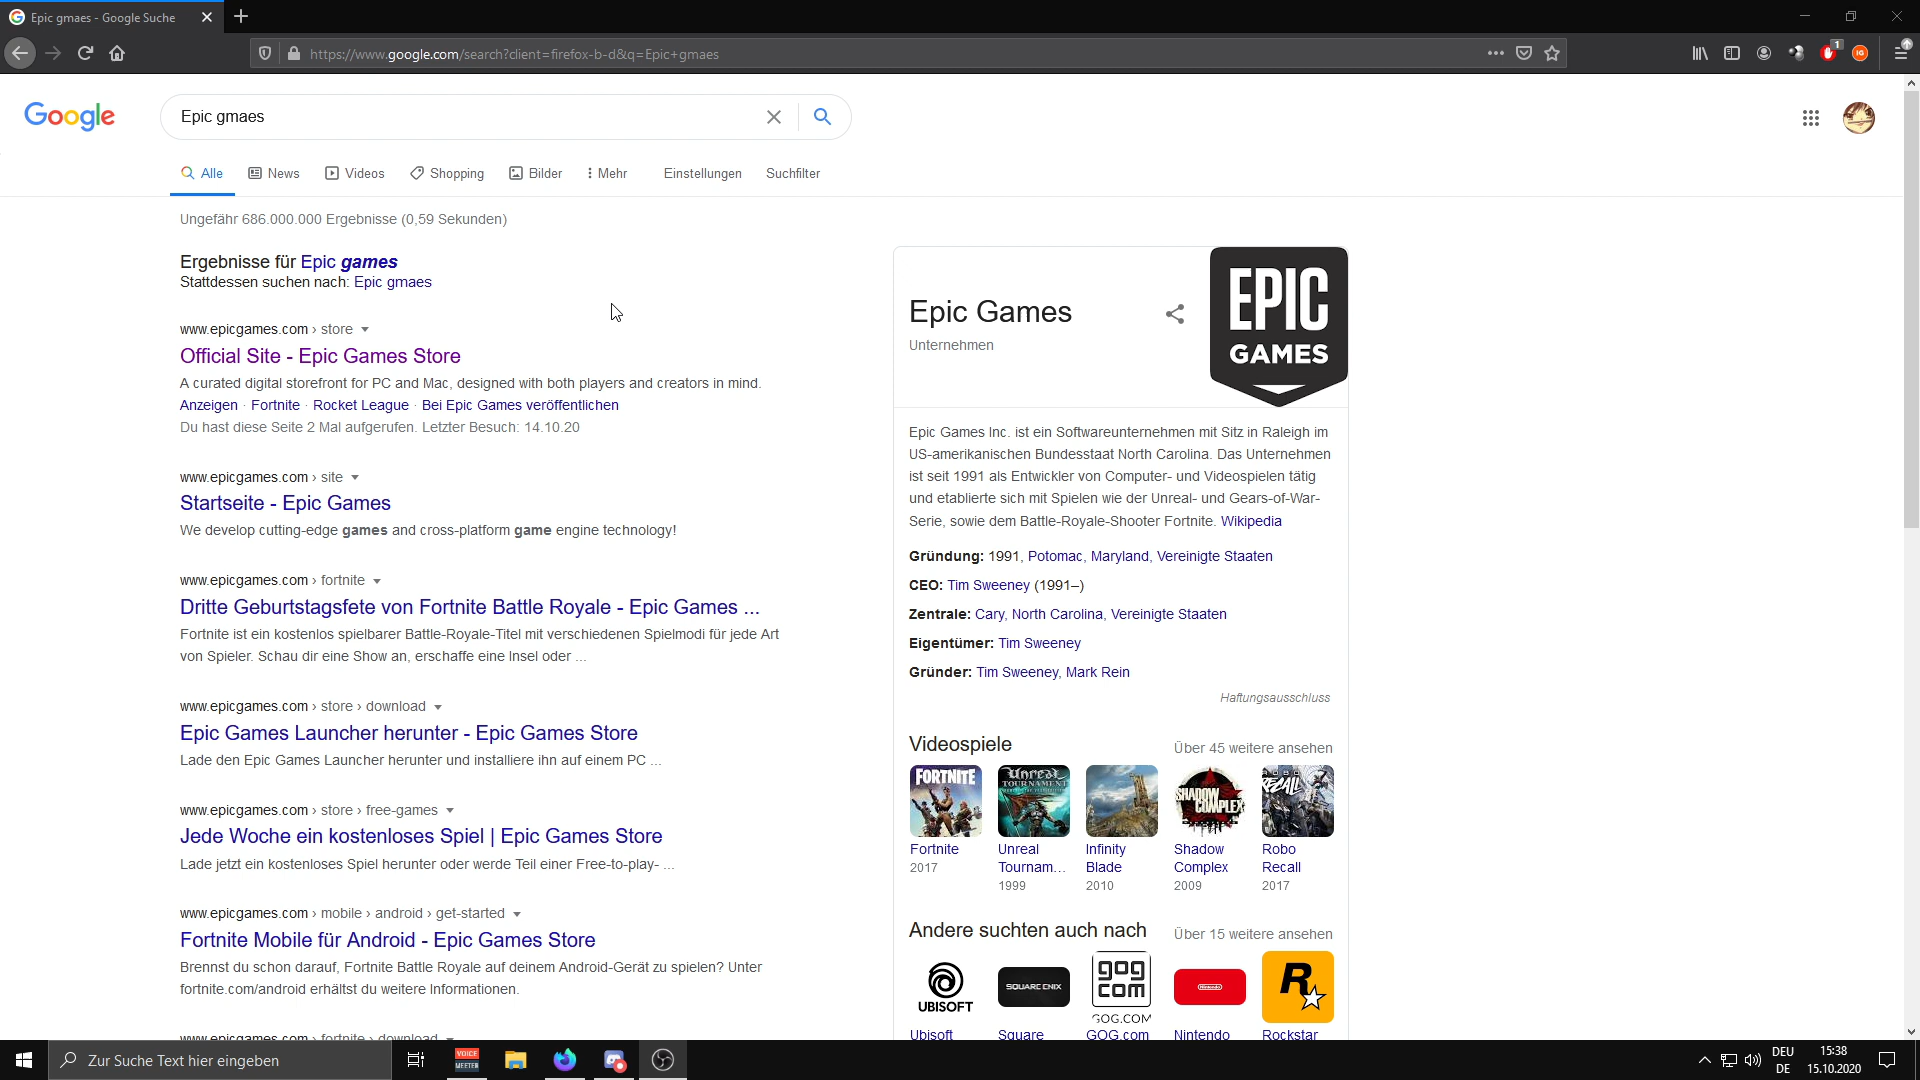 Epic gmaes - Google Suche
https://www.google.com/search?client=firefox-b-d&q=Epic+gmaes
1
IG
Google
Epic gmaes
Alle
News
Videos
Shopping
Bilder
Mehr
Einstellungen
Suchfilter
Ungefähr 686.000.000 Ergebnisse (0,59 Sekunden)
Ergebnisse für Epic games
Stattdessen suchen nach: Epic gmaes
www.epicgames.com › store
Official Site - Epic Games Store
A curated digital storefront for PC and Mac, designed with both players and creators in mind.
Anzeigen · Fortnite · Rocket League · Bei Epic Games veröffentlichen
Du hast diese Seite 2 Mal aufgerufen. Letzter Besuch: 14.10.20
www.epicgames.com › site
Startseite - Epic Games
We develop cutting-edge games and cross-platform game engine technology!
www.epicgames.com › fortnite
Dritte Geburtstagsfete von Fortnite Battle Royale - Epic Games ...
Fortnite ist ein kostenlos spielbarer Battle-Royale-Titel mit verschiedenen Spielmodi für jede Art
von Spieler. Schau dir eine Show an, erschaffe eine Insel oder ...
www.epicgames.com › store › download
Epic Games Launcher herunter - Epic Games Store
Lade den Epic Games Launcher herunter und installiere ihn auf einem PC ...
www.epicgames.com › store › free-games
Jede Woche ein kostenloses Spiel | Epic Games Store
Lade jetzt ein kostenloses Spiel herunter oder werde Teil einer Free-to-play- ...
www.epicgames.com › mobile › android › get-started
Fortnite Mobile für Android - Epic Games Store
Brennst du schon darauf, Fortnite Battle Royale auf deinem Android-Gerät zu spielen? Unter
fortnite.com/android erhältst du weitere Informationen.
www.epicgames.com › fortnite › download
Epic Games
Unternehmen
EPIC
GAMES
Epic Games Inc. ist ein Softwareunternehmen mit Sitz in Raleigh im
US-amerikanischen Bundesstaat North Carolina. Das Unternehmen
ist seit 1991 als Entwickler von Computer- und Videospielen tätig
und etablierte sich mit Spielen wie der Unreal- und Gears-of-War-
Serie, sowie dem Battle-Royale-Shooter Fortnite. Wikipedia
Gründung: 1991, Potomac, Maryland, Vereinigte Staaten
CEO: Tim Sweeney (1991–)
Zentrale: Cary, North Carolina, Vereinigte Staaten
Eigentümer: Tim Sweeney
Gründer: Tim Sweeney, Mark Rein
Haftungsausschluss
Videospiele
Über 45 weitere ansehen
FORTNITE
Unreal
TOURNAMENT
SHADOW
COMPLEX
ROBO
RECALL
Fortnite
2017
Unreal
Tournam...
1999
Infinity
Blade
2010
Shadow
Complex
2009
Robo
Recall
2017
Andere suchten auch nach
Über 15 weitere ansehen
UBISOFT
SQUARE ENIX
gog
com
GOG.COM
Nintendo
R
Ubisoft
Square
GOG.com
Nintendo
Rockstar
Zur Suche Text hier eingeben
VOICE
MEETER
DEU
DE
15:38
15.10.2020